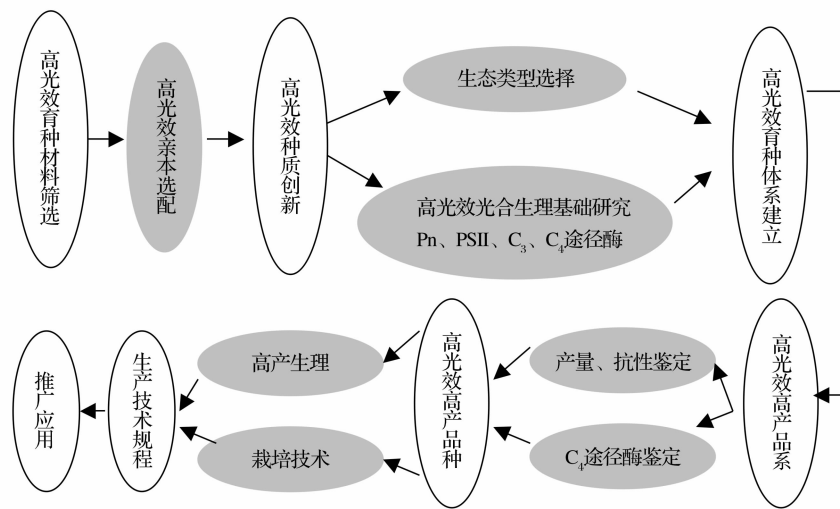 高光效育种材料筛选
高光效亲本选配
高光效种质创新
生态类型选择
高光效光合生理基础研究
Pn、PSII、C₃、C₄途径酶
高光效育种体系建立
高光效高产品系
产量、抗性鉴定
C₄途径酶鉴定
高光效高产品种
高产生理
栽培技术
生产技术规程
推广应用